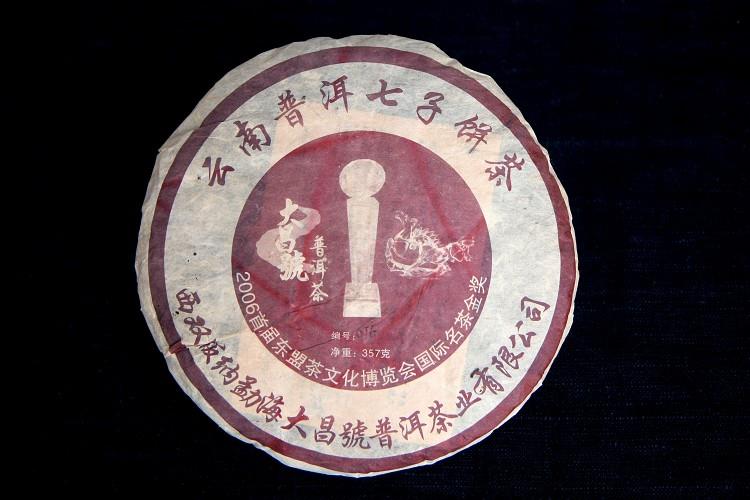 云南普洱七子饼茶
大昌號
普洱茶
编号:
净重: 357克
2006首届东盟茶文化博览会国际名茶金奖
西双版纳勐海大昌號普洱茶业有限公司